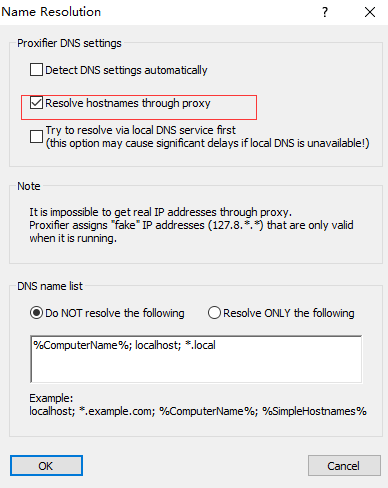 Name Resolution
Proxifier DNS settings
Detect DNS settings automatically
Resolve hostnames through proxy
Try to resolve via local DNS service first
(this option may cause significant delays if local DNS is unavailable!)
Note
It is impossible to get real IP addresses through proxy.
Proxifier assigns "fake" IP addresses (127.8.*.*) that are only valid
when it is running.
DNS name list
Do NOT resolve the following
Resolve ONLY the following
%ComputerName%; localhost; *.local
Example:
localhost; *.example.com; %ComputerName%; %SimpleHostnames%
OK
Cancel